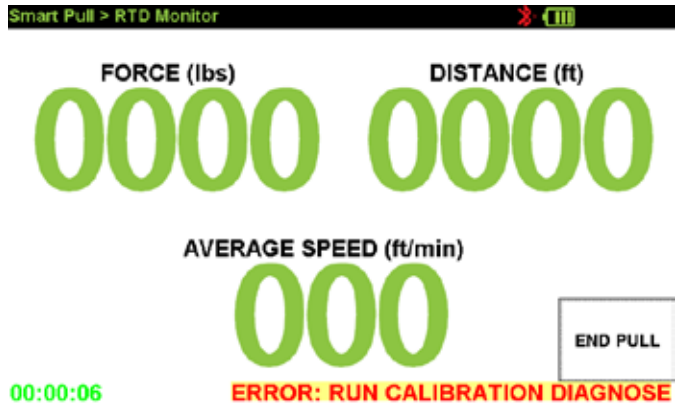 Smart Pull > RTD Monitor
FORCE (lbs) DISTANCE (ft)
0000 0000
AVERAGE SPEED (ft/min)
000
END PULL
00:00:06 ERROR: RUN CALIBRATION DIAGNOSE